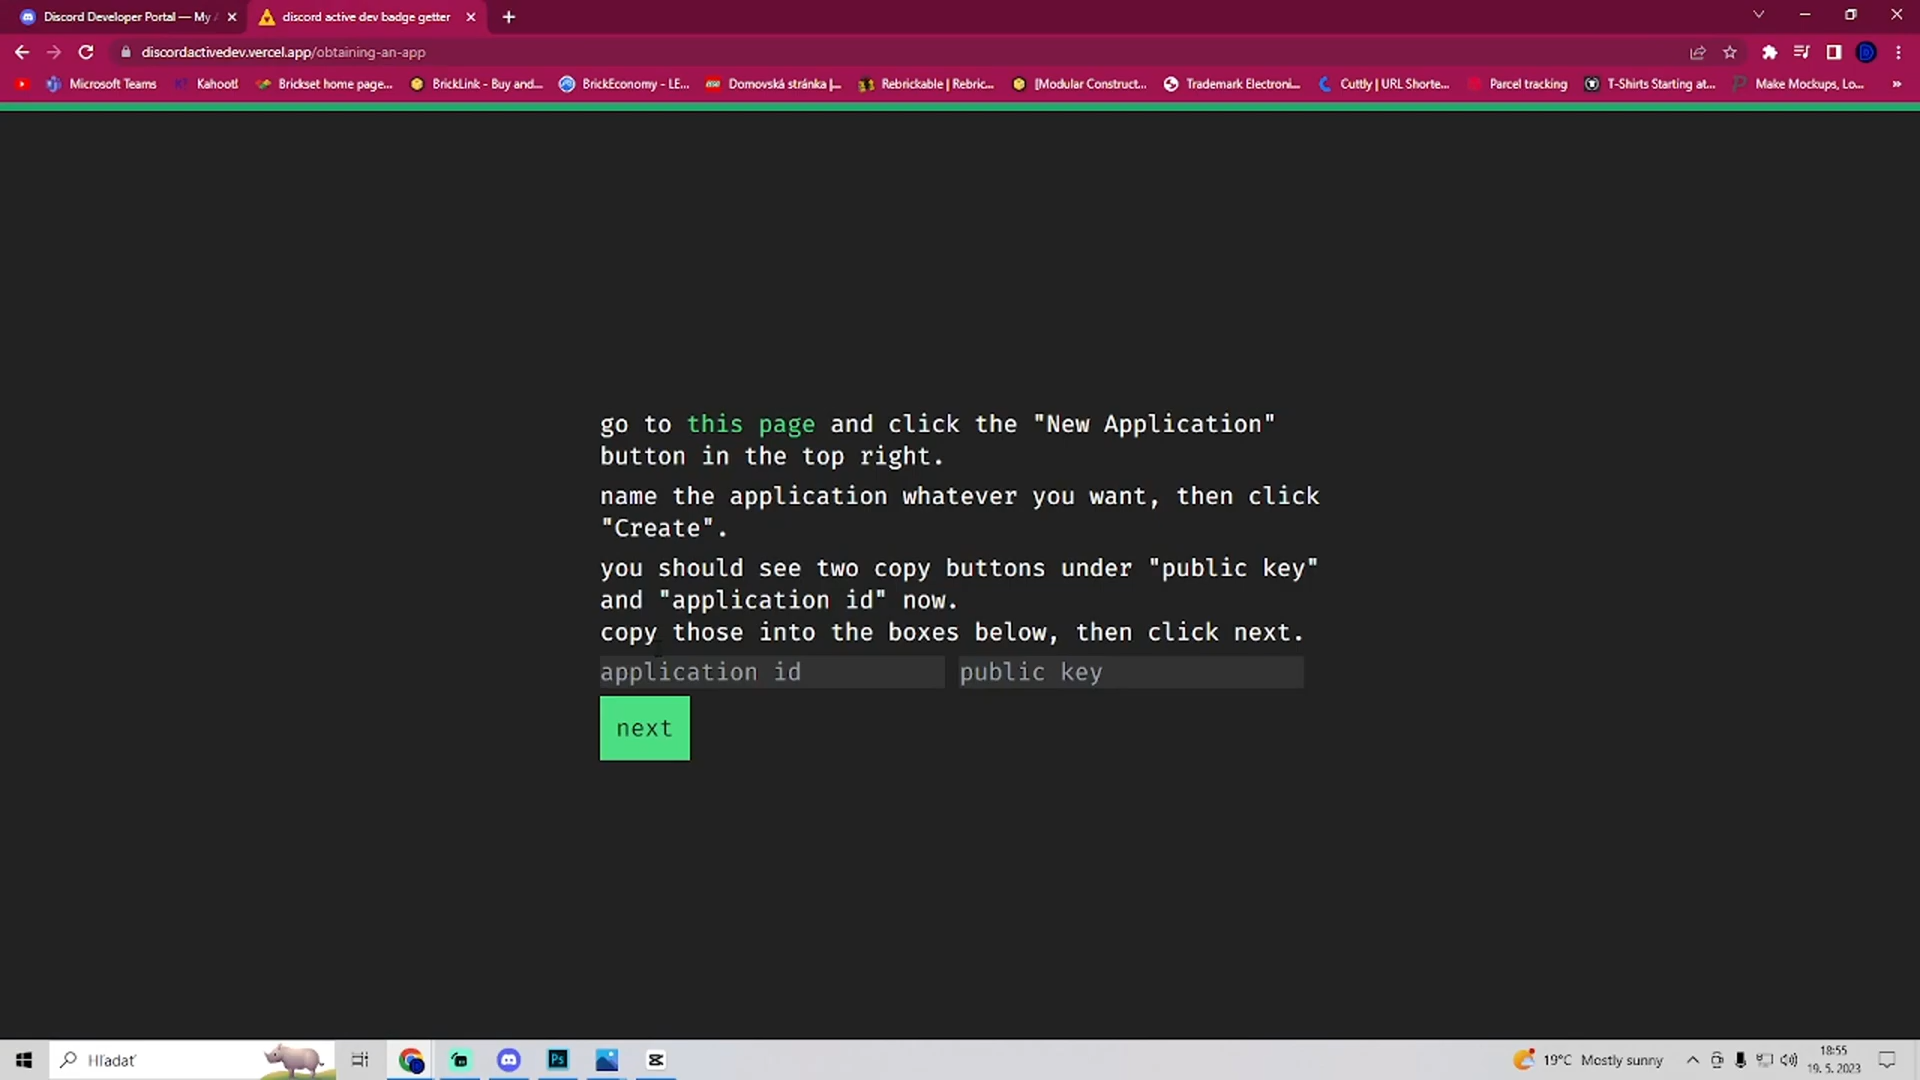 Discord Developer Portal — My A
discord active dev badge getter
discordactivedev.vercel.app/obtaining-an-app
Microsoft Teams
Kahoot!
Brickset home page...
BrickLink - Buy and...
BrickEconomy - LE...
Domovská stránka |...
Rebrickable | Rebric...
[Modular Construct...
Trademark Electroni...
Cuttly | URL Shorte...
Parcel tracking
T-Shirts Starting at...
Make Mockups, Lo...
go to this page and click the "New Application"
button in the top right.
name the application whatever you want, then click
"Create".
you should see two copy buttons under "public key"
and "application id" now.
copy those into the boxes below, then click next.
application id
public key
next
Hľadať
Ps
19°C Mostly sunny
18:55
19. 5. 2023